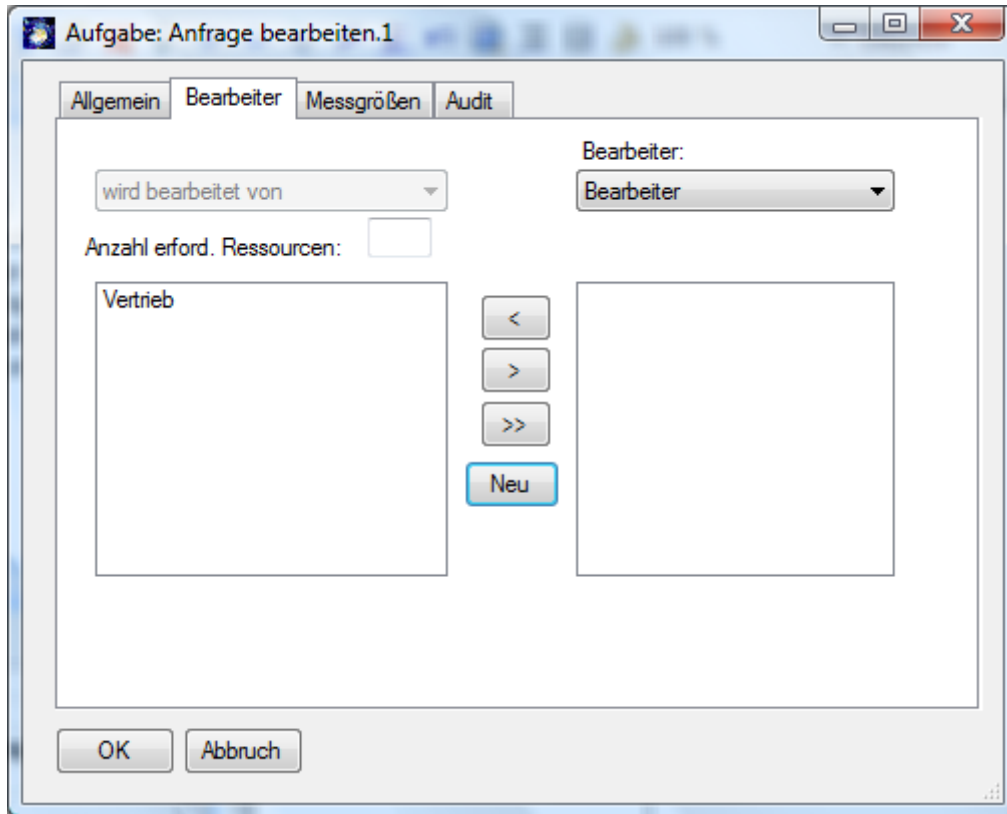 Aufgabe: Anfrage bearbeiten.1
Allgemein Bearbeiter Messgrößen Audit
Bearbeiter:
wird bearbeitet von Bearbeiter
Anzahl erford. Ressourcen:
Vertrieb
<
>
>>
Neu
OK Abbruch